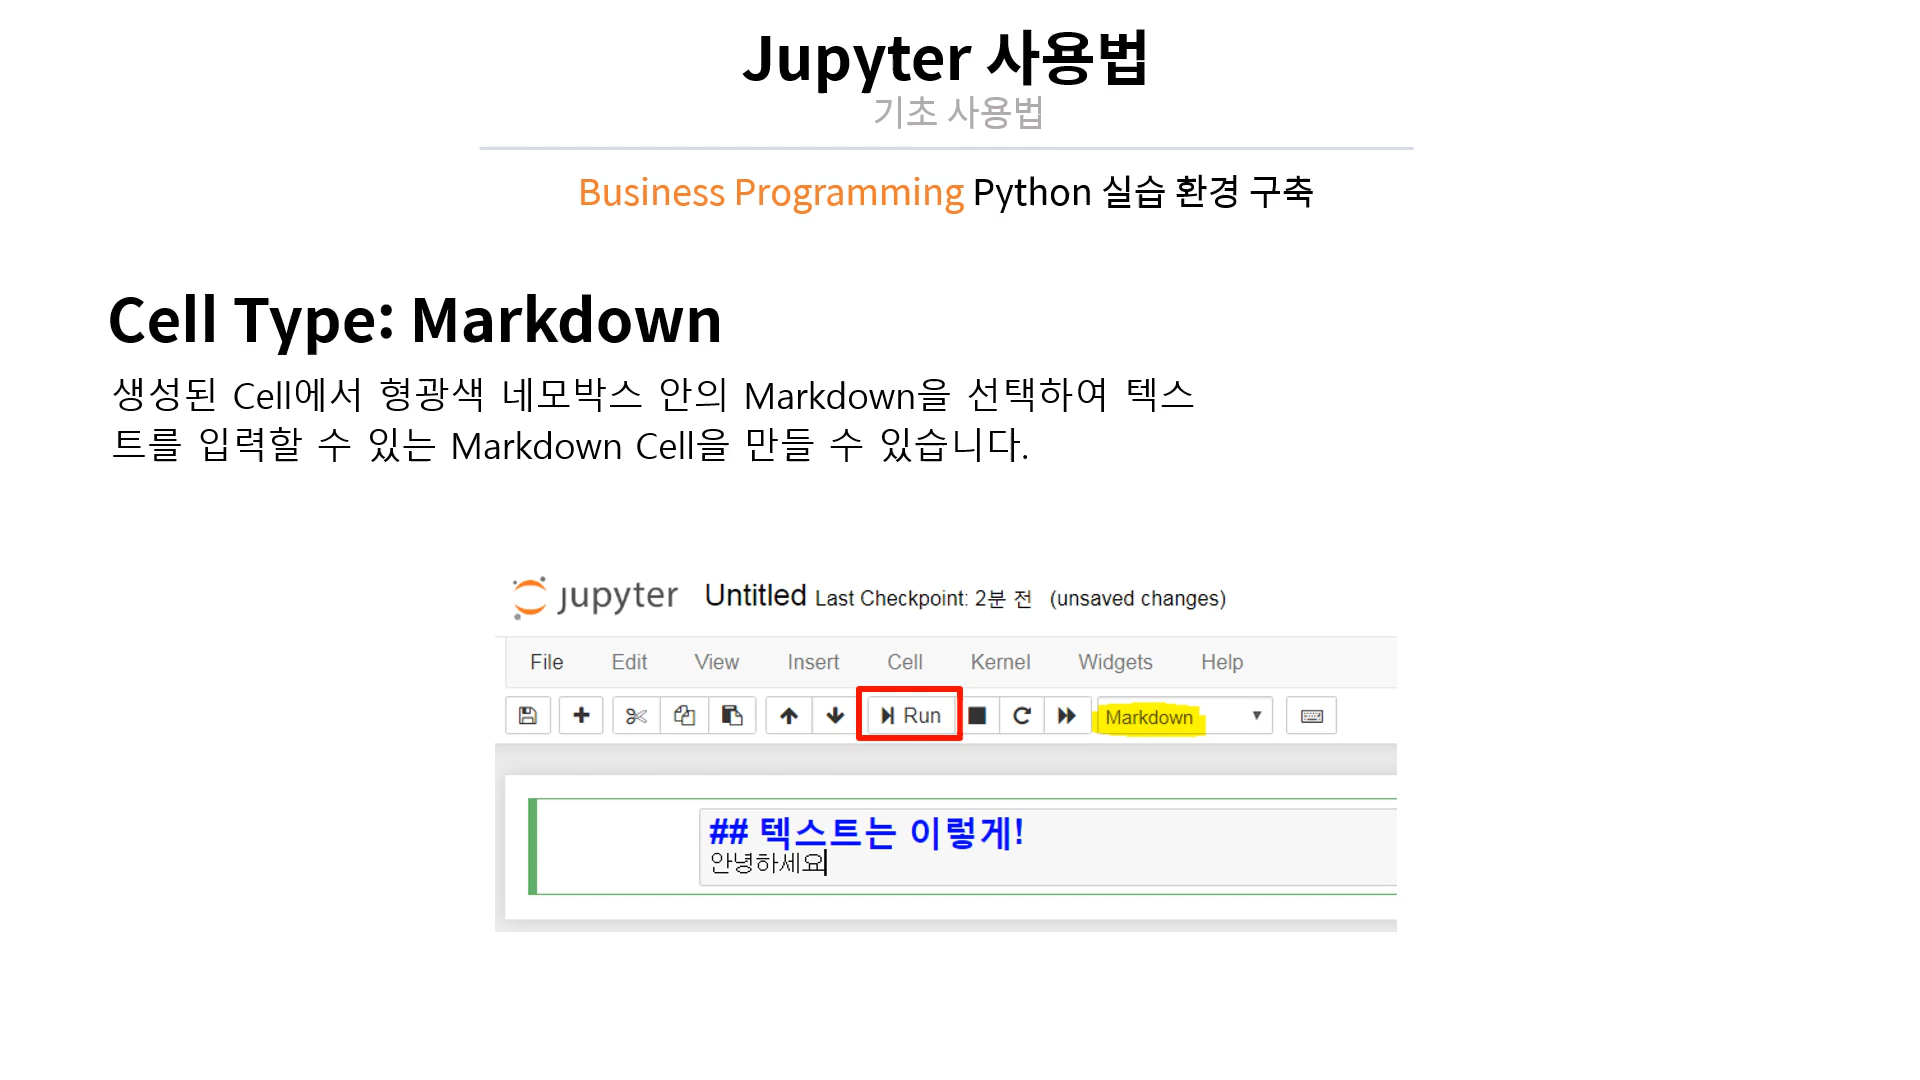 Jupyter 사용법
기초 사용법
Business Programming Python 실습 환경 구축
Cell Type: Markdown
생성된 Cell에서 형광색 네모박스 안의 Markdown을 선택하여 텍스
트를 입력할 수 있는 Markdown Cell을 만들 수 있습니다.
jupyter Untitled Last Checkpoint: 2분 전 (unsaved changes)
File Edit View Insert Cell Kernel Widgets Help
Run Markdown
## 텍스트는 이렇게!
안녕하세요